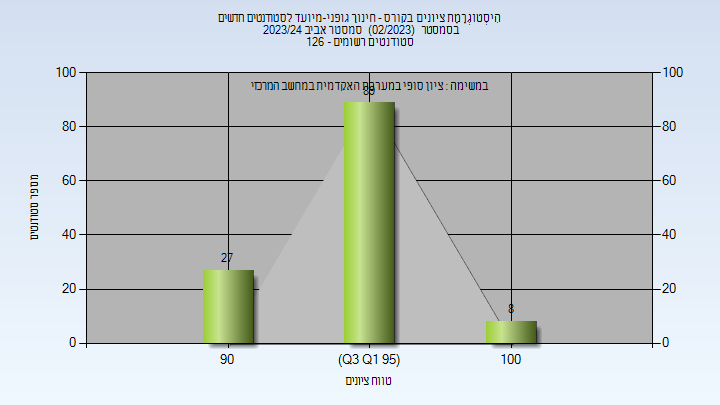 היסטוגרמת ציונים בקורס - חינוך גופני-מיועד לסטודנטים חדשים
בסמסטר (02/2023) סמסטר אביב 2023/24
סטודנטים רשומים - 126
במשימה : ציון סופי במערכת האקדמית במחשב המרכזי
מספר סטודנטים
100
80
60
40
20
0
100
80
60
40
20
0
27
89
8
90
(Q3 Q1 95)
100
טווח ציונים